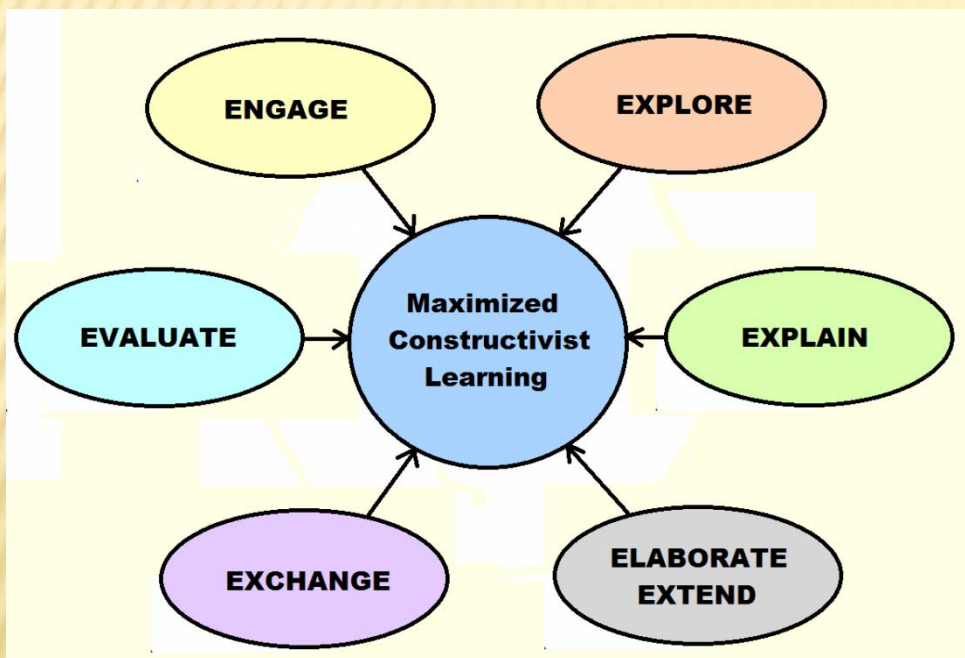 ENGAGE
EXPLORE
Maximized
Constructivist
Learning
EVALUATE
EXPLAIN
EXCHANGE
ELABORATE
EXTEND